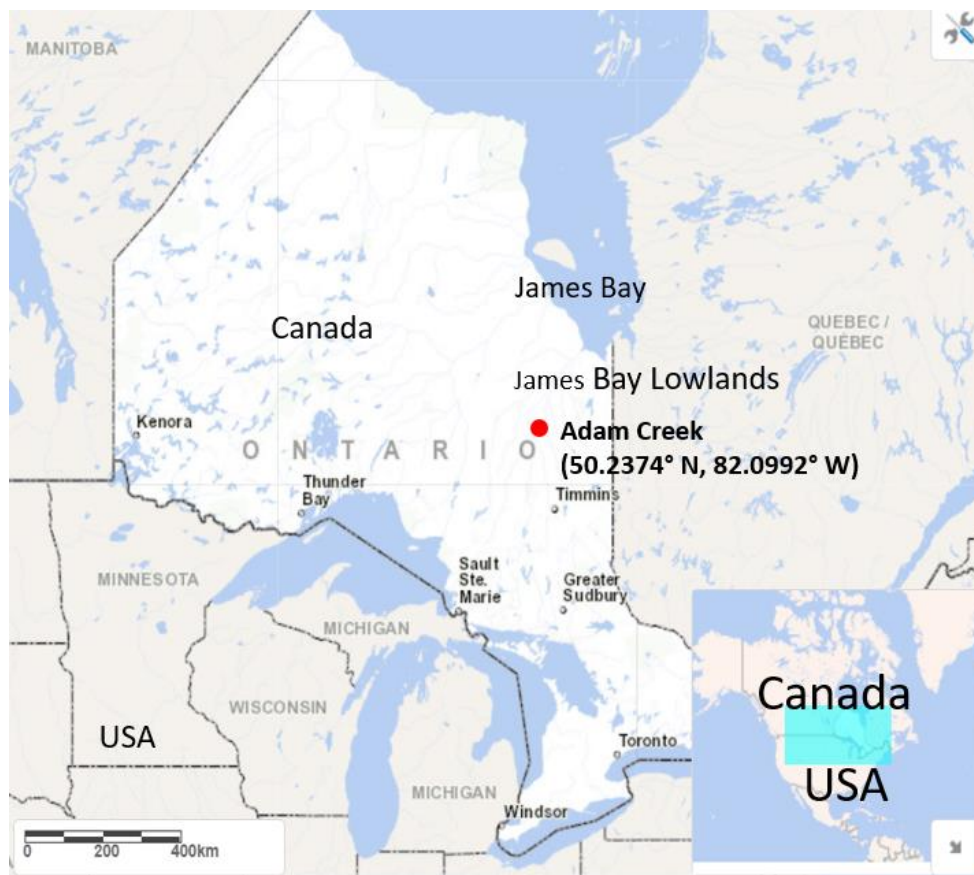 MANITOBA
James Bay
Canada
QUEBEC /
QUÉBEC
James Bay Lowlands
Kenora
Adam Creek
ONTARIO
(50.2374° N, 82.0992° W)
Thunder
Bay
Timmins
Sault
Ste.
Marie
Greater
Sudbury
MINNESOTA
MICHIGAN
WISCONSIN
USA
Toronto
MICHIGAN
Windsor
0 200 400km
Canada
USA